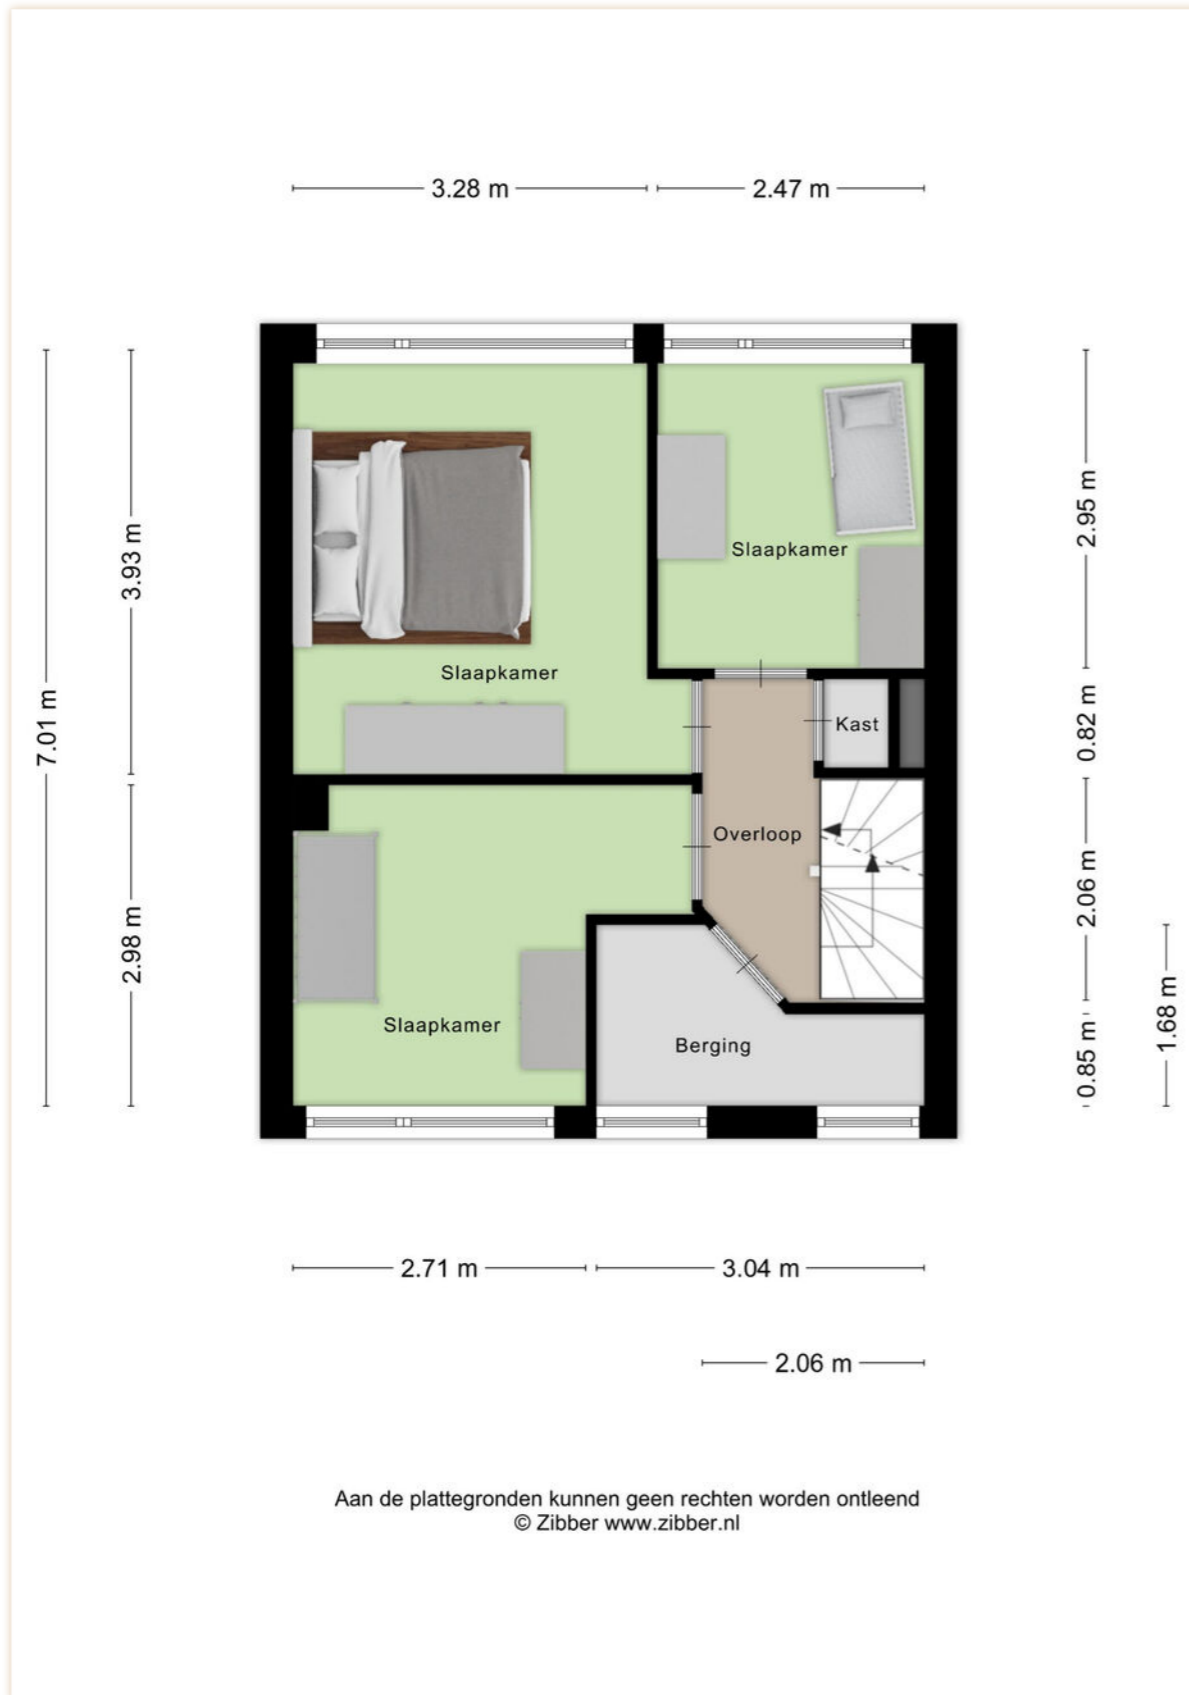 3.28 m
2.47 m
2.95 m
3.93 m
Slaapkamer
Slaapkamer
7.01 m
0.82 m
Kast
Overloop
2.06 m
2.98 m
1.68 m
Slaapkamer
Berging
0.85 m
2.71 m
3.04 m
2.06 m
Aan de plattegronden kunnen geen rechten worden ontleend
© Zibber www.zibber.nl